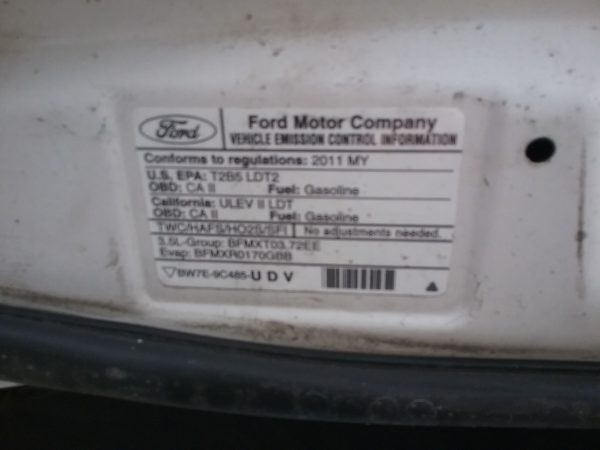 Ford
Ford Motor Company
VEHICLE EMISSION CONTROL INFORMATION
Conforms to regulations: 2011 MY
U.S. EPA: T2B5 LDT2
OBD: CA II Fuel: Gasoline
California: ULEV II LDT
OBD: CA II Fuel: Gasoline
TWC/HAFS/HO2S/SFI No adjustments needed.
3.5L-Group: BFMXT03.72EE
Evap: BFMXR0170GBB
BW7E-9C485-U D V